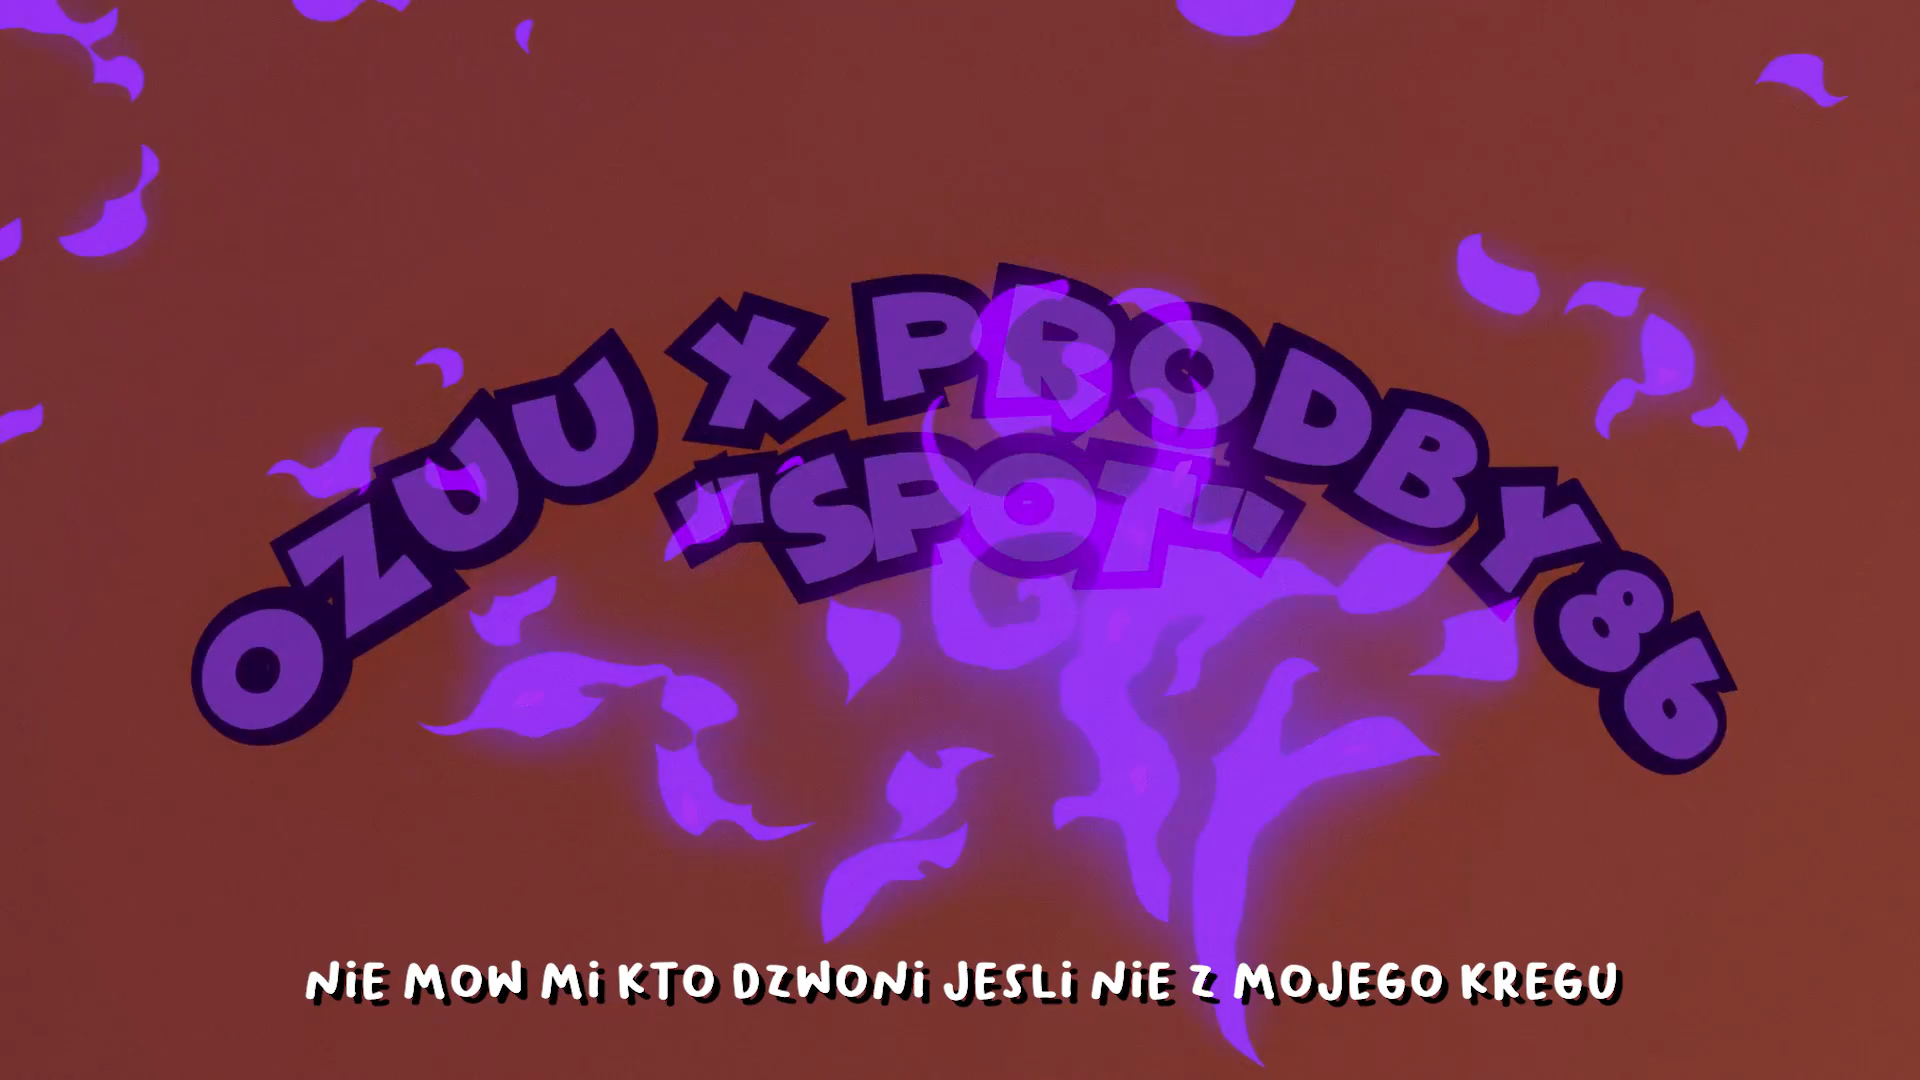 OZUU X PRODBY86
"SPOT"
NIE MOW MI KTO DZWONI JESLI NIE Z MOJEGO KREGU